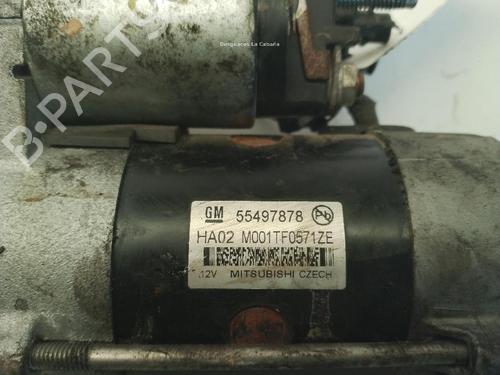 Desguaces La Cabaña
B-PARTS
GM 55497878 Pb
HA02 M001TF0571ZE
12V MITSUBISHI CZECH